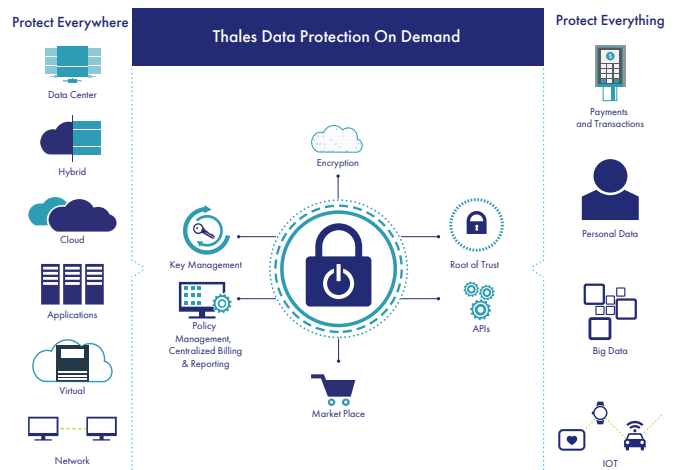 Protect Everywhere
Data Center
Hybrid
Cloud
Applications
Virtual
Network
Thales Data Protection On Demand
Encryption
Key Management
Policy
Management,
Centralized Billing
& Reporting
Root of Trust
APIs
Market Place
Protect Everything
$
Payments
and Transactions
Personal Data
Big Data
IOT